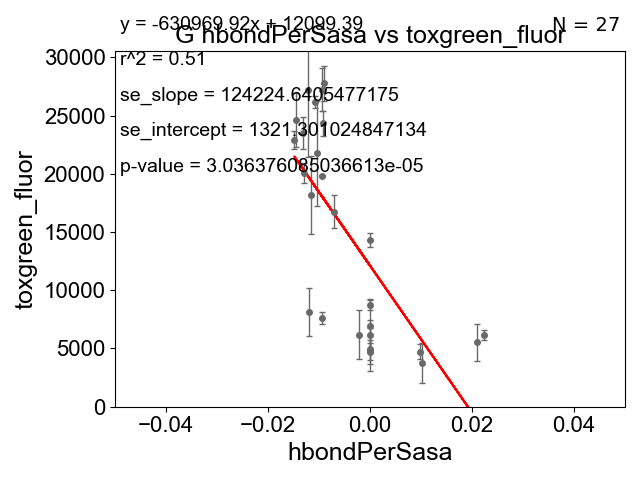 y = -630969.92x + 12099.39
N = 27
G hbondPerSasa vs toxgreen_fluor
r^2 = 0.51
se_slope = 124224.6405477175
se_intercept = 1321.301024847134
p-value = 3.036376085036613e-05
30000
25000
20000
15000
10000
5000
0
toxgreen_fluor
−0.04 −0.02 0.00 0.02 0.04
hbondPerSasa